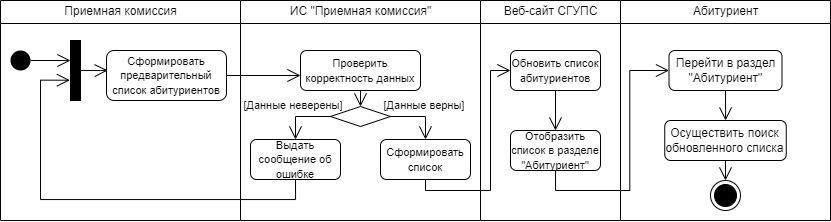 Приемная комиссия
ИС "Приемная комиссия"
Веб-сайт СГУПС
Абитуриент
Сформировать
предварительный
список абитуриентов
Проверить
корректность данных
[Данные неверены]
[Данные верны]
Выдать
сообщение об
ошибке
Сформировать
список
Обновить список
абитуриентов
Отобразить
список в разделе
"Абитуриент"
Перейти в раздел
"Абитуриент"
Осуществить поиск
обновленного списка